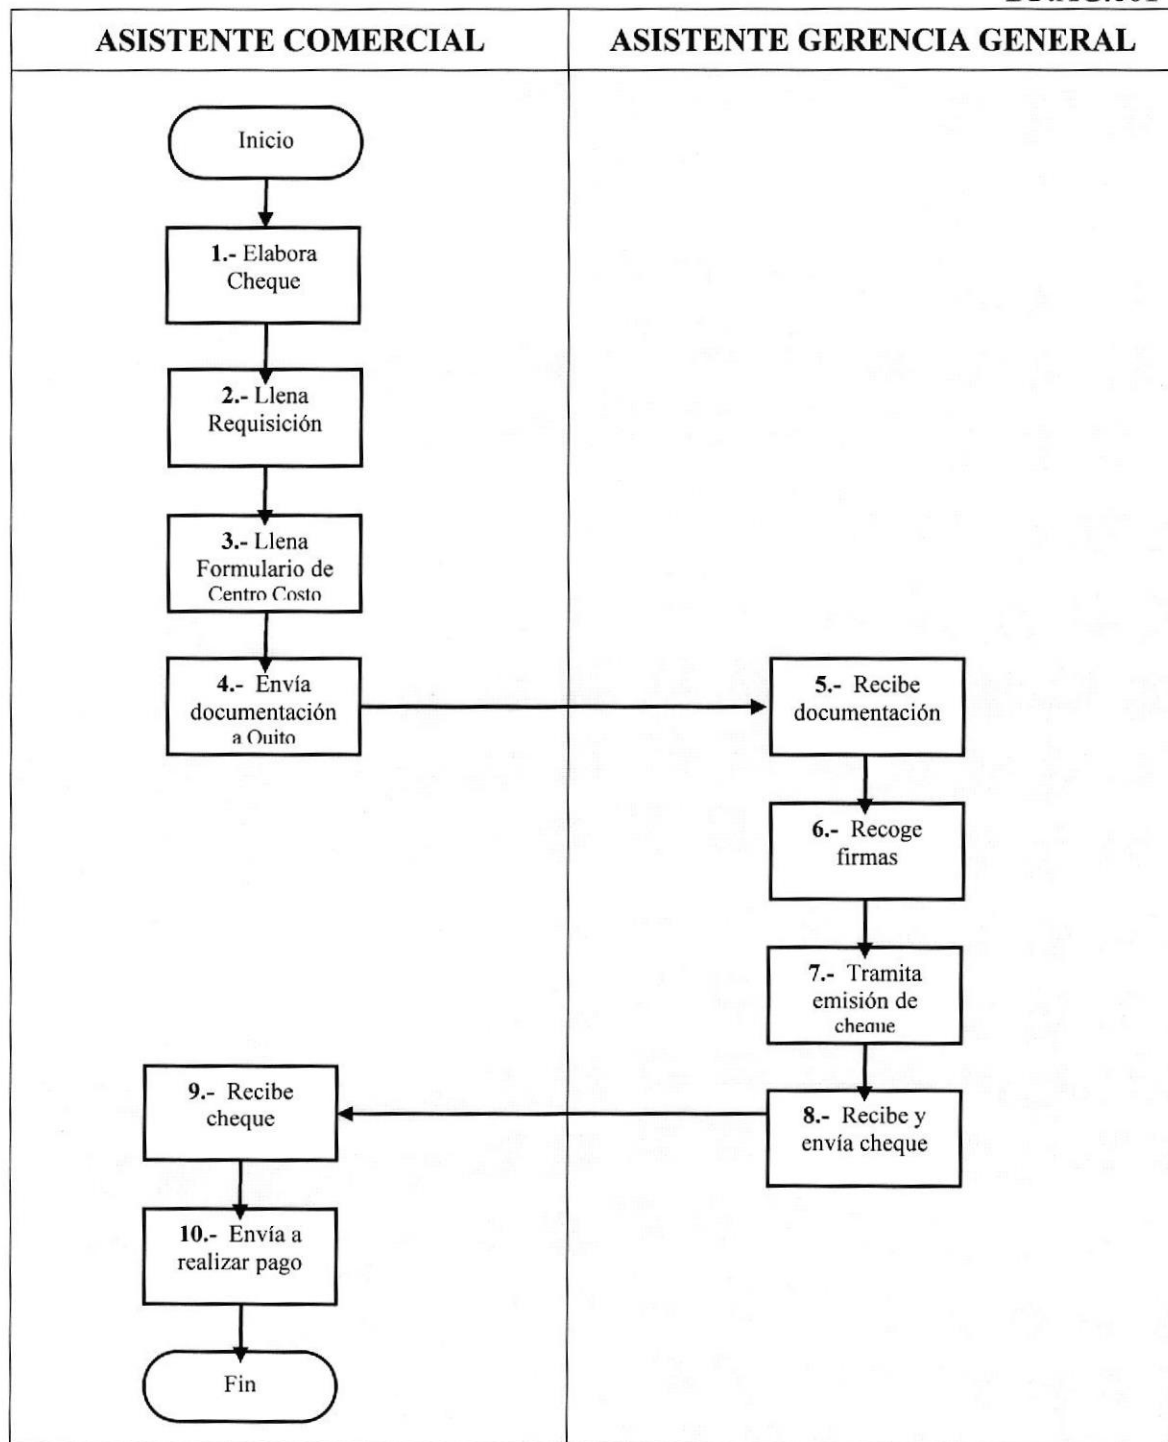 ASISTENTE COMERCIAL
ASISTENTE GERENCIA GENERAL
Inicio
1.- Elabora
Cheque
2.- Llena
Requisición
3.- Llena
Formulario de
Centro Costo
4.- Envía
documentación
a Quito
5.- Recibe
documentación
6.- Recoge
firmas
7.- Tramita
emisión de
cheque
8.- Recibe y
envía cheque
9.- Recibe
cheque
10.- Envía a
realizar pago
Fin